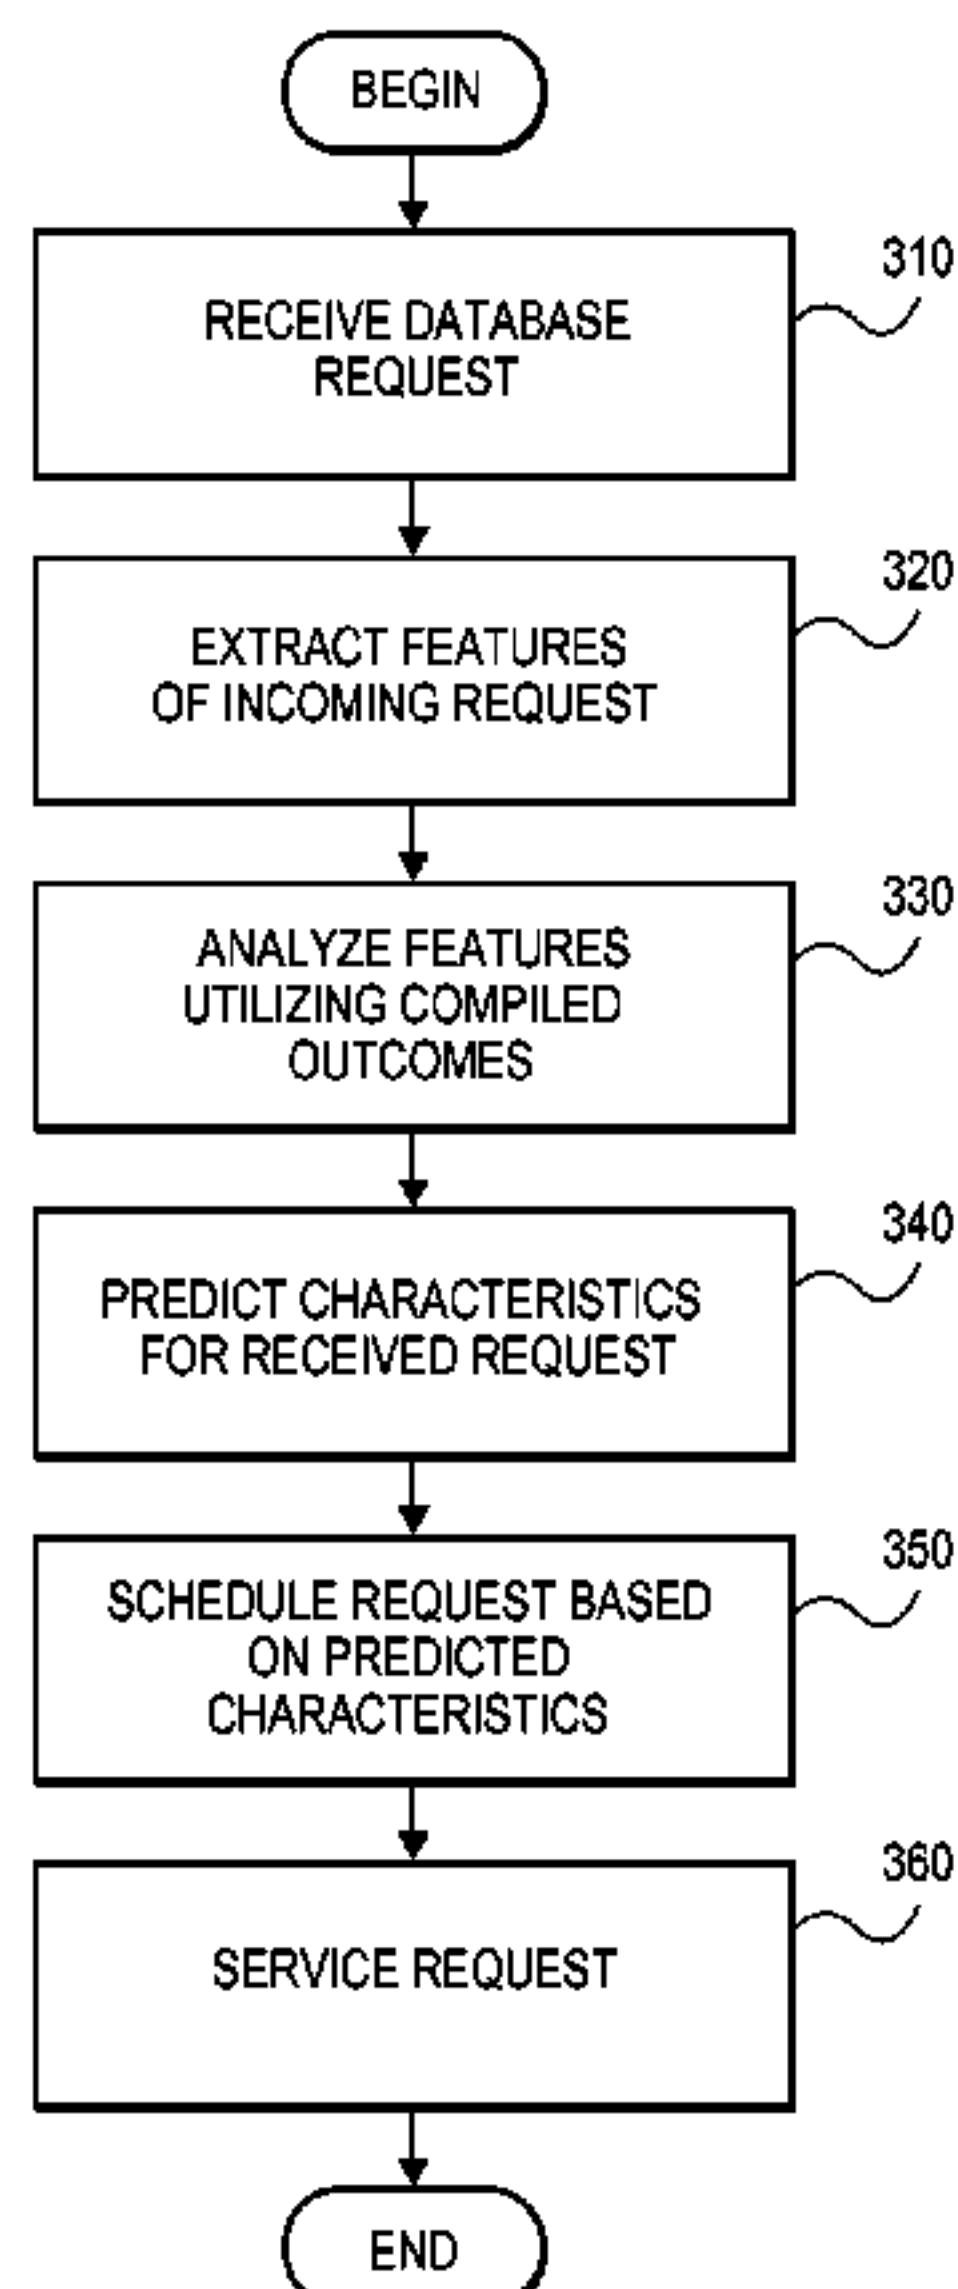 BEGIN
310
RECEIVE DATABASE
REQUEST
320
EXTRACT FEATURES
OF INCOMING REQUEST
330
ANALYZE FEATURES
UTILIZING COMPILED
OUTCOMES
340
PREDICT CHARACTERISTICS
FOR RECEIVED REQUEST
350
SCHEDULE REQUEST BASED
ON PREDICTED
CHARACTERISTICS
360
SERVICE REQUEST
END